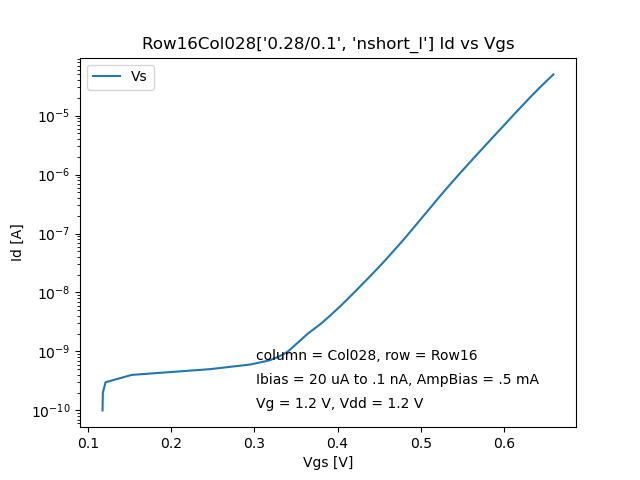 Row16Col028['0.28/0.1', 'nshort_l'] Id vs Vgs
Vs
10⁻⁵
10⁻⁶
10⁻⁷
10⁻⁸
10⁻⁹
10⁻¹⁰
Id [A]
column = Col028, row = Row16
Ibias = 20 uA to .1 nA, AmpBias = .5 mA
Vg = 1.2 V, Vdd = 1.2 V
0.1 0.2 0.3 0.4 0.5 0.6
Vgs [V]